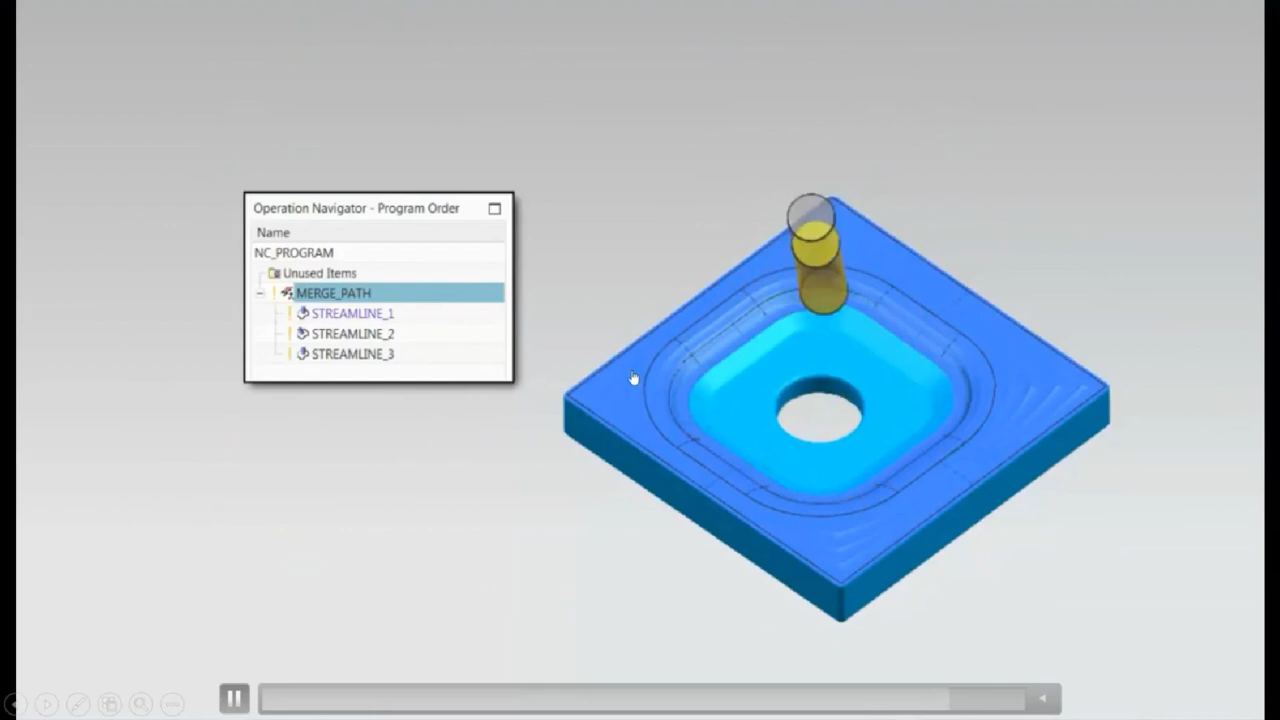 Operation Navigator - Program Order
Name
NC_PROGRAM
Unused Items
MERGE_PATH
STREAMLINE_1
STREAMLINE_2
STREAMLINE_3